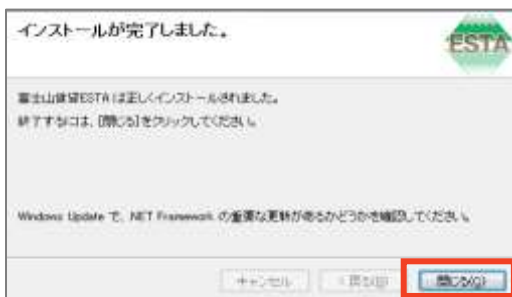 インストールが完了しました。
ESTA
富士山賃貸ESTA は正しくインストールされました。
終了するには、[閉じる]をクリックしてください。
Windows Update で、.NET Framework の重要な更新があるかどうかを確認してください。
キャンセル
< 戻る(B)
閉じる(C)